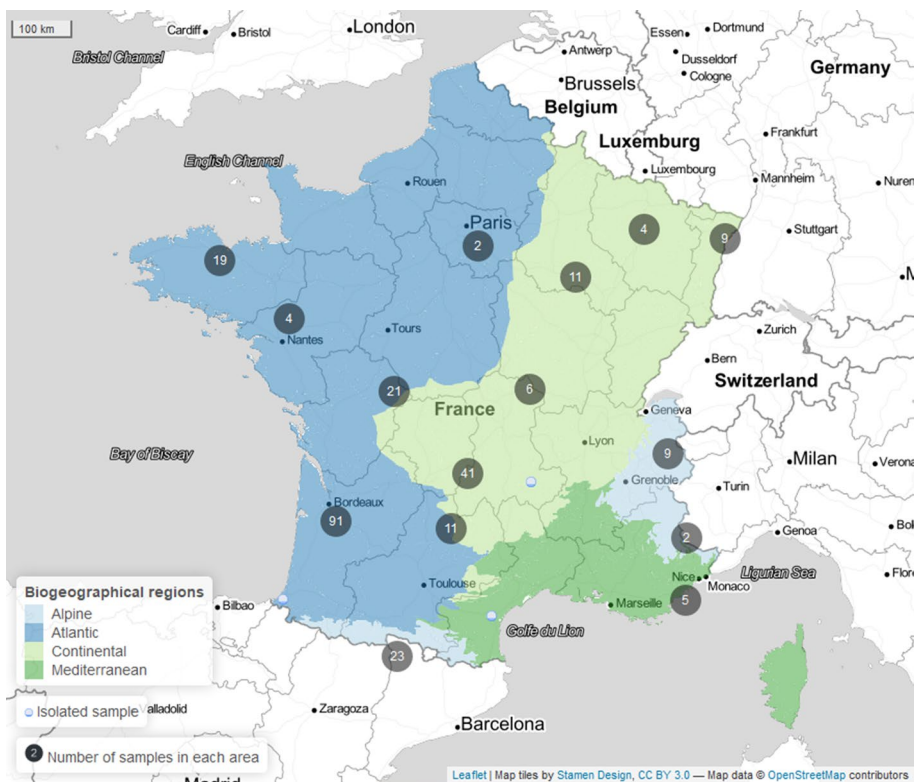 100 km
Cardiff
Bristol
London
Bristol Channel
Essen
Dortmund
Antwerp
Dusseldorf
Cologne
Germany
Brussels
Belgium
Luxemburg
Frankfurt
English Channel
Luxembourg
Mannheim
Rouen
Paris
2
4
9
Stuttgart
19
11
4
Nantes
Tours
Zurich
Bern
21
6
Switzerland
France
Geneva
Lyon
Bay of Biscay
9
Milan
Verona
41
Grenoble
Turin
Bordeaux
91
11
2
Genoa
Toulouse
Nice
Monaco
Ligurian Sea
Marseille
5
Bilbao
Golfe du Lion
23
Zaragoza
Barcelona
Biogeographical regions
Alpine
Atlantic
Continental
Mediterranean
Isolated sample
2 Number of samples in each area
Leaflet | Map tiles by Stamen Design, CC BY 3.0 — Map data © OpenStreetMap contributors